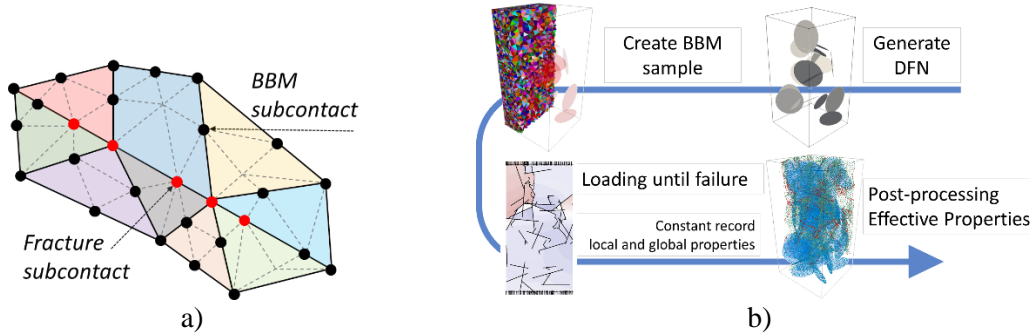 BBM
subcontact
Fracture
subcontact
a)
Create BBM
sample
Generate
DFN
Loading until failure
Constant record
local and global properties
Post-processing
Effective Properties
b)